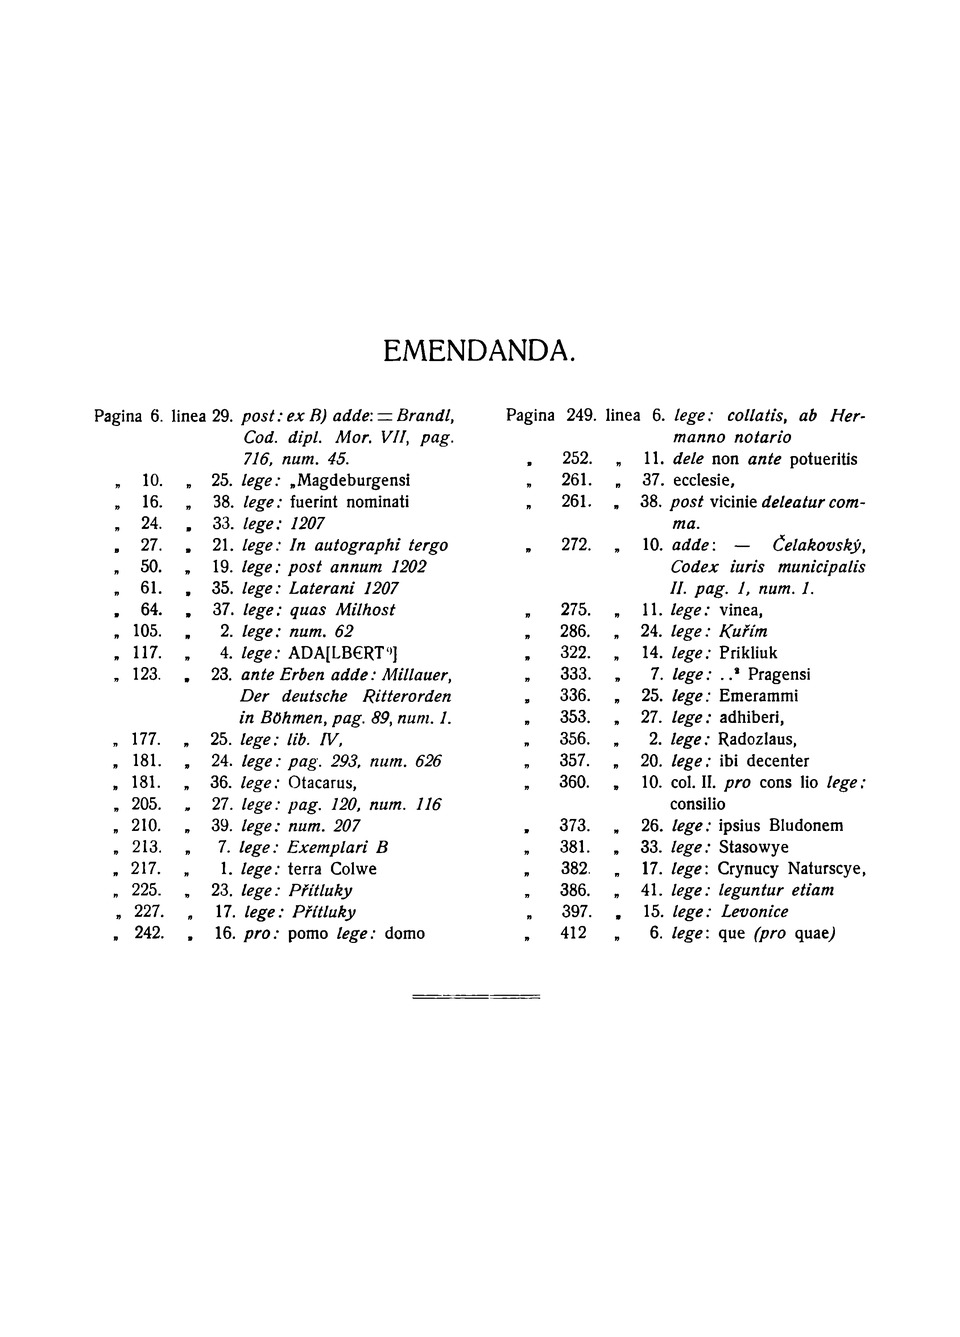 EMENDANDA.
Pagina 6. linea 29. post: ex B) adde: = Brandl,
Cod. dipl. Mor. VII, pag.
716, num. 45.
„ 10. „ 25. lege: „Magdeburgensi
„ 16. „ 38. lege: fuerint nominati
„ 24. „ 33. lege: 1207
„ 27. „ 21. lege: In autographi tergo
„ 50. „ 19. lege: post annum 1202
„ 61. „ 35. lege: Laterani 1207
„ 64. „ 37. lege: quas Milhost
„ 105. „ 2. lege: num. 62
„ 117. „ 4. lege: ADA[LBЄRTᵘ)]
„ 123. „ 23. ante Erben adde: Millauer,
Der deutsche Ritterorden
in Böhmen, pag. 89, num. 1.
„ 177. „ 25. lege: lib. IV,
„ 181. „ 24. lege: pag. 293, num. 626
„ 181. „ 36. lege: Otacarus,
„ 205. „ 27. lege: pag. 120, num. 116
„ 210. „ 39. lege: num. 207
„ 213. „ 7. lege: Exemplari B
„ 217. „ 1. lege: terra Colwe
„ 225. „ 23. lege: Přítluky
„ 227. „ 17. lege: Přítluky
„ 242. „ 16. pro: pomo lege: domo
Pagina 249. linea 6. lege: collatis, ab Her-
manno notario
„ 252. „ 11. dele non ante potueritis
„ 261. „ 37. ecclesie,
„ 261. „ 38. post vicinie deleatur com-
ma.
„ 272. „ 10. adde: — Čelakovský,
Codex iuris municipalis
II. pag. 1, num. 1.
„ 275. „ 11. lege: vinea,
„ 286. „ 24. lege: Kuřím
„ 322. „ 14. lege: Prikliuk
„ 333. „ 7. lege: . .ᵃ Pragensi
„ 336. „ 25. lege: Emerammi
„ 353. „ 27. lege: adhiberi,
„ 356. „ 2. lege: Radozlaus,
„ 357. „ 20. lege: ibi decenter
„ 360. „ 10. col. II. pro cons lio lege:
consilio
„ 373. „ 26. lege: ipsius Bludonem
„ 381. „ 33. lege: Stasowye
„ 382. „ 17. lege: Crynucy Naturscye,
„ 386. „ 41. lege: leguntur etiam
„ 397. „ 15. lege: Levonice
„ 412 „ 6. lege: que (pro quae)